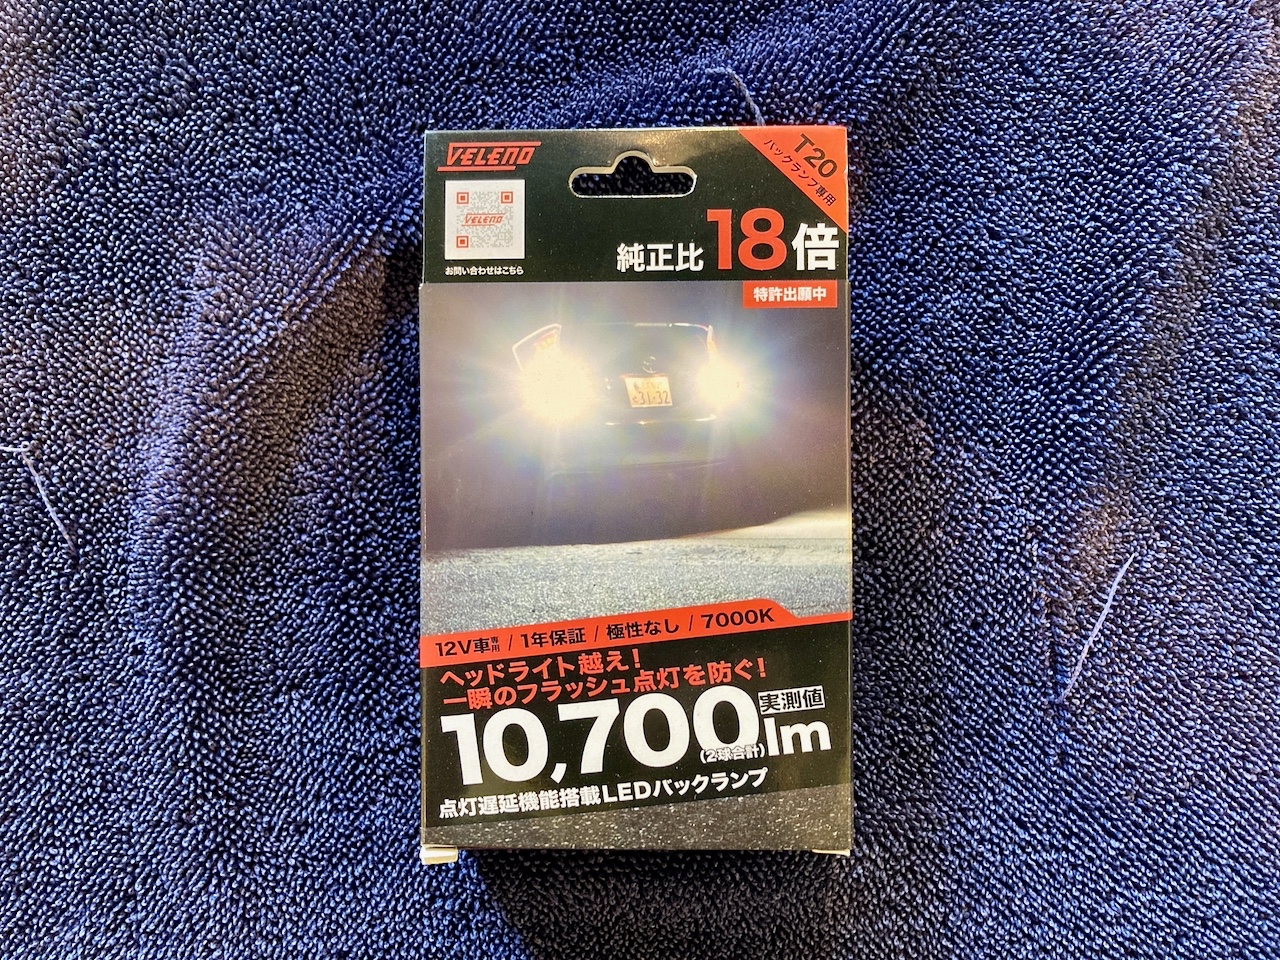 VELENO
T20
バックランプ専用
VELENO
お問い合わせはこちら
純正比18倍
特許出願中
31-32
12V車専用 / 1年保証 / 極性なし / 7000K
ヘッドライト越え!
一瞬のフラッシュ点灯を防ぐ!
10,700lm
実測値
(2球合計)
点灯遅延機能搭載LEDバックランプ